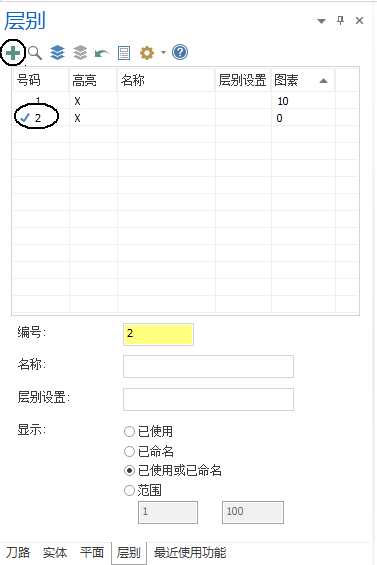 层别
号码 高亮 名称 层别设置 图素
1 X 10
2 X 0
编号: 2
名称:
层别设置:
显示: 已使用
已命名
已使用或已命名
范围
1 100
刀路 实体 平面 层别 最近使用功能